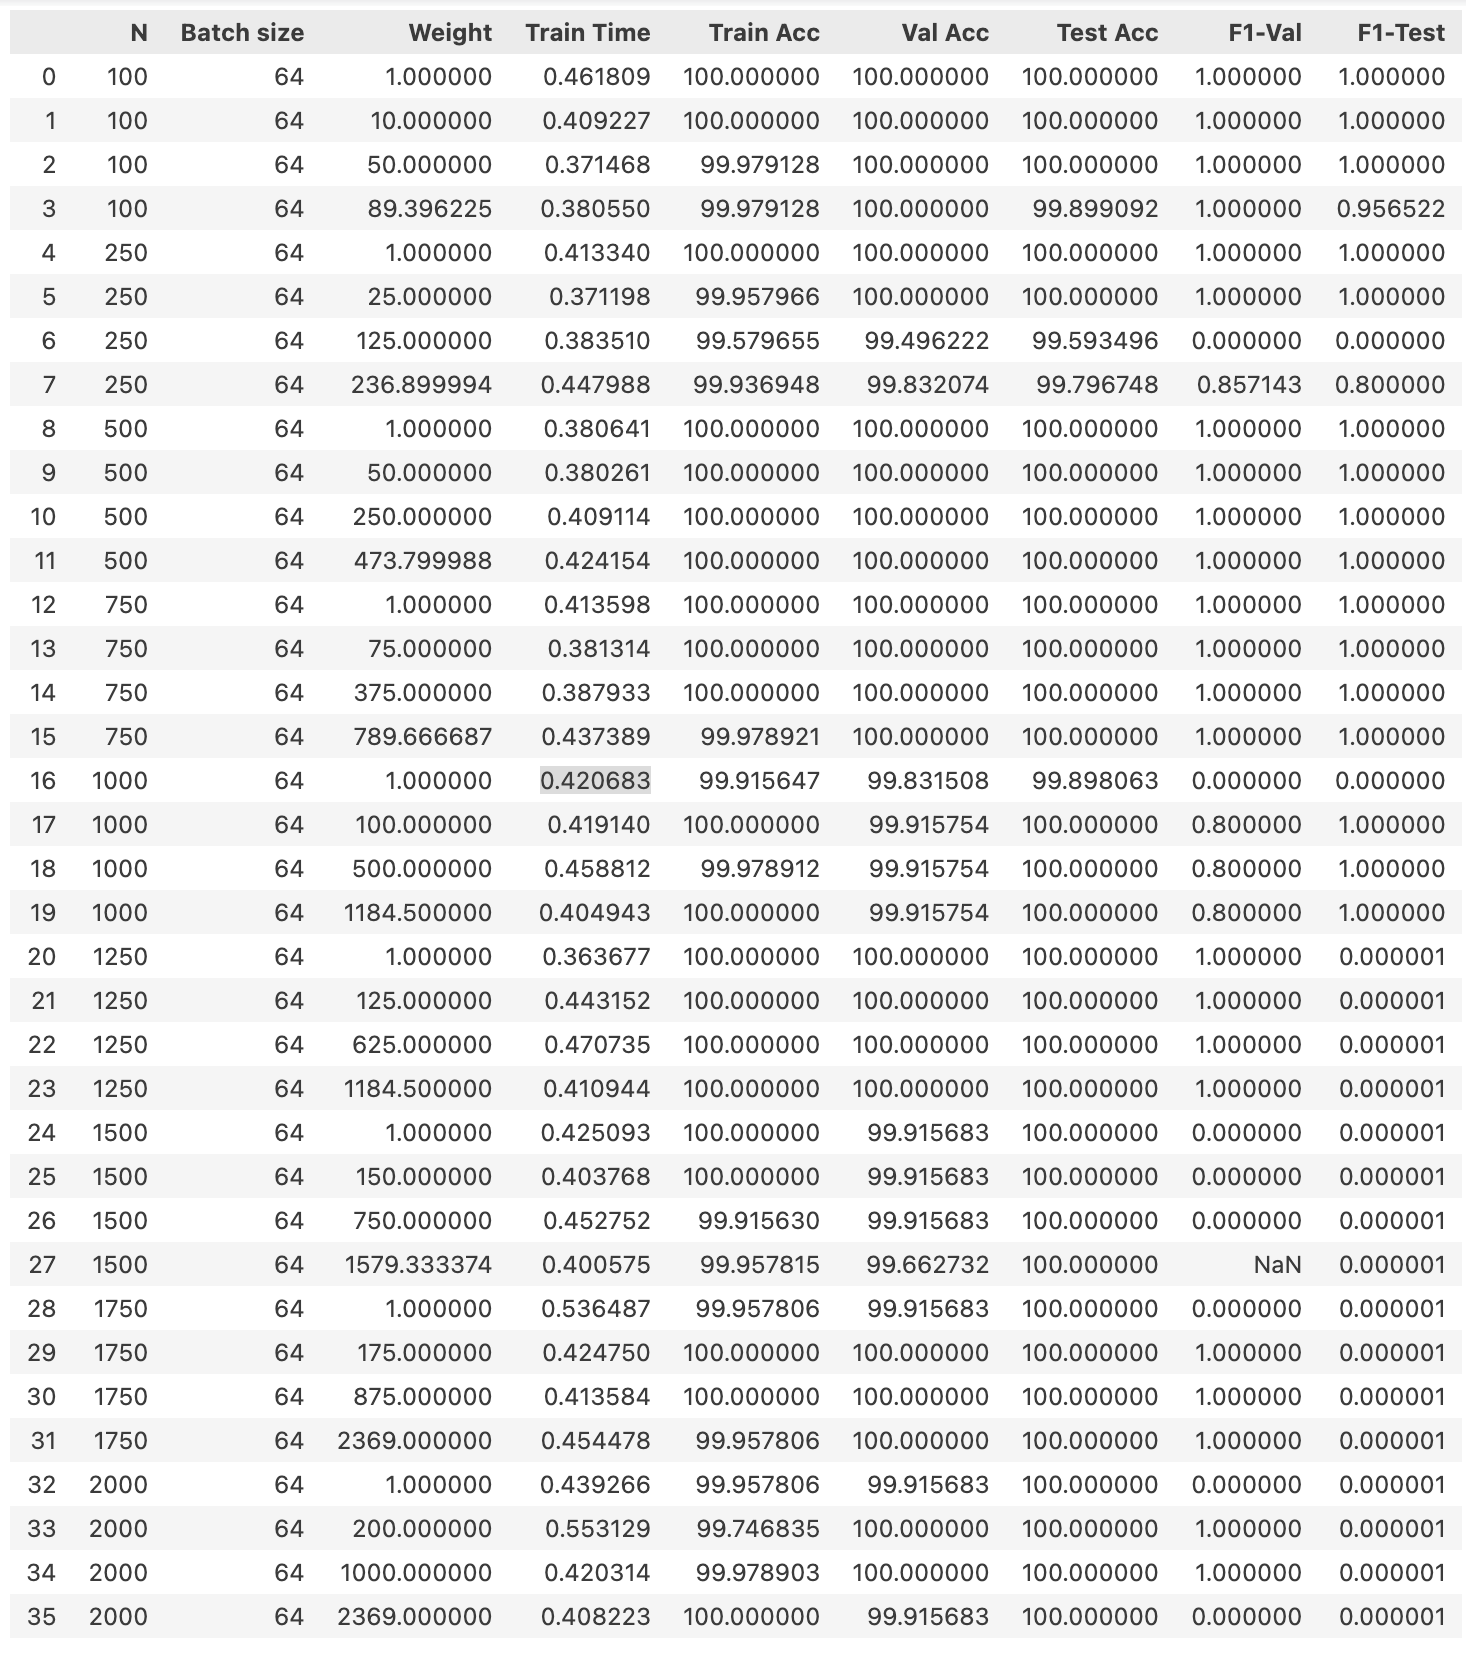 N Batch size Weight Train Time Train Acc Val Acc Test Acc F1-Val F1-Test
0 100 64 1.000000 0.461809 100.000000 100.000000 100.000000 1.000000 1.000000
1 100 64 10.000000 0.409227 100.000000 100.000000 100.000000 1.000000 1.000000
2 100 64 50.000000 0.371468 99.979128 100.000000 100.000000 1.000000 1.000000
3 100 64 89.396225 0.380550 99.979128 100.000000 99.899092 1.000000 0.956522
4 250 64 1.000000 0.413340 100.000000 100.000000 100.000000 1.000000 1.000000
5 250 64 25.000000 0.371198 99.957966 100.000000 100.000000 1.000000 1.000000
6 250 64 125.000000 0.383510 99.579655 99.496222 99.593496 0.000000 0.000000
7 250 64 236.899994 0.447988 99.936948 99.832074 99.796748 0.857143 0.800000
8 500 64 1.000000 0.380641 100.000000 100.000000 100.000000 1.000000 1.000000
9 500 64 50.000000 0.380261 100.000000 100.000000 100.000000 1.000000 1.000000
10 500 64 250.000000 0.409114 100.000000 100.000000 100.000000 1.000000 1.000000
11 500 64 473.799988 0.424154 100.000000 100.000000 100.000000 1.000000 1.000000
12 750 64 1.000000 0.413598 100.000000 100.000000 100.000000 1.000000 1.000000
13 750 64 75.000000 0.381314 100.000000 100.000000 100.000000 1.000000 1.000000
14 750 64 375.000000 0.387933 100.000000 100.000000 100.000000 1.000000 1.000000
15 750 64 789.666687 0.437389 99.978921 100.000000 100.000000 1.000000 1.000000
16 1000 64 1.000000 0.420683 99.915647 99.831508 99.898063 0.000000 0.000000
17 1000 64 100.000000 0.419140 100.000000 99.915754 100.000000 0.800000 1.000000
18 1000 64 500.000000 0.458812 99.978912 99.915754 100.000000 0.800000 1.000000
19 1000 64 1184.500000 0.404943 100.000000 99.915754 100.000000 0.800000 1.000000
20 1250 64 1.000000 0.363677 100.000000 100.000000 100.000000 1.000000 0.000001
21 1250 64 125.000000 0.443152 100.000000 100.000000 100.000000 1.000000 0.000001
22 1250 64 625.000000 0.470735 100.000000 100.000000 100.000000 1.000000 0.000001
23 1250 64 1184.500000 0.410944 100.000000 100.000000 100.000000 1.000000 0.000001
24 1500 64 1.000000 0.425093 100.000000 99.915683 100.000000 0.000000 0.000001
25 1500 64 150.000000 0.403768 100.000000 99.915683 100.000000 0.000000 0.000001
26 1500 64 750.000000 0.452752 99.915630 99.915683 100.000000 0.000000 0.000001
27 1500 64 1579.333374 0.400575 99.957815 99.662732 100.000000 NaN 0.000001
28 1750 64 1.000000 0.536487 99.957806 99.915683 100.000000 0.000000 0.000001
29 1750 64 175.000000 0.424750 100.000000 100.000000 100.000000 1.000000 0.000001
30 1750 64 875.000000 0.413584 100.000000 100.000000 100.000000 1.000000 0.000001
31 1750 64 2369.000000 0.454478 99.957806 100.000000 100.000000 1.000000 0.000001
32 2000 64 1.000000 0.439266 99.957806 99.915683 100.000000 0.000000 0.000001
33 2000 64 200.000000 0.553129 99.746835 100.000000 100.000000 1.000000 0.000001
34 2000 64 1000.000000 0.420314 99.978903 100.000000 100.000000 1.000000 0.000001
35 2000 64 2369.000000 0.408223 100.000000 99.915683 100.000000 0.000000 0.000001